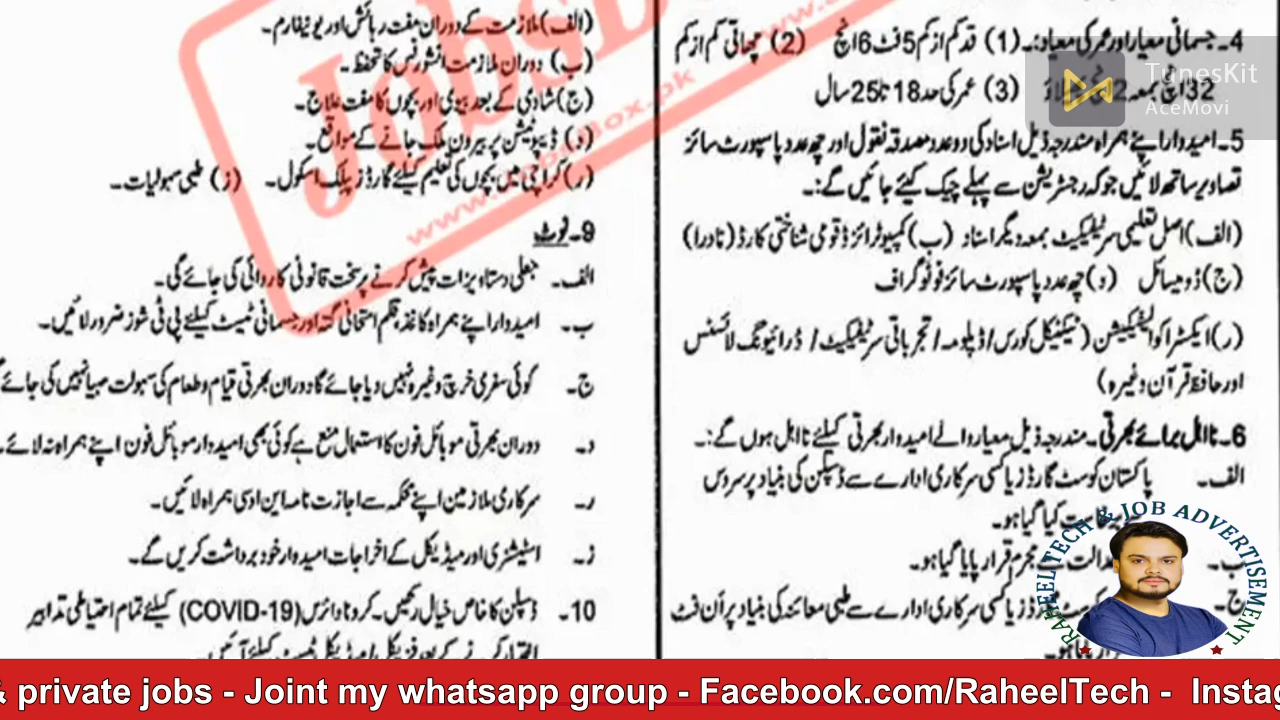 4۔جسمانی معیار اور عمر کی معیاد:۔(1) قد کم از کم 5 فٹ 6 انچ (2) چھاتی کم از کم
32 انچ بمعہ 2 (3) عمر کی حد 18 تا 25 سال
5۔امیدوار اپنے ہمراہ مندرجہ ذیل اسناد کی دو عدد مصدقہ نقول اور چھ عدد پاسپورٹ سائز
تصاویر ساتھ لائیں جو کہ رجسٹریشن سے پہلے چیک کیئے جائیں گے:۔
(الف) اصل تعلیمی سرٹیفکیٹ بمعہ دیگر اسناد (ب) کمپیوٹرائزڈ قومی شناختی کارڈ (نادرا)
(ج) ڈومیسائل (د) چھ عدد پاسپورٹ سائز فوٹو گراف
(ر) ایکسٹرا کوالیفیکیشن (ٹیکنیکل کورس/ڈپلومہ/تجرباتی سرٹیفکیٹ/ڈرائیونگ لائسنس
اور حافظ قرآن وغیرہ)
6۔نااہل برائے بھرتی۔مندرجہ ذیل معیار والے امیدوار بھرتی کیلئے نااہل ہوں گے:۔
الف۔ پاکستان کوسٹ گارڈز یا کسی سرکاری ادارے سے ڈسپلن کی بنیاد پر سروس
کیا گیا ہو۔
ب۔ مجرم قرار پایا گیا ہو۔
ج۔ گارڈز یا کسی سرکاری ادارے سے طبی معائنہ کی بنیاد پر اَن فٹ
(الف) ملازمت کے دوران مفت رہائش اور یونیفارم۔
(ب) دوران ملازمت انشورنس کا تحفظ۔
(ج) شادی کے بعد بیوی اور بچوں کا مفت علاج۔
(د) ڈیپوٹیشن پر بیرون ملک جانے کے مواقع۔
(ر) کراچی میں بچوں کی تعلیم کیلئے گارڈز پبلک اسکول۔ (ز) طبی سہولیات۔
9۔نوٹ
الف۔ جعلی دستاویزات پیش کرنے پر سخت قانونی کاروائی کی جائے گی۔
ب۔ امیدوار اپنے ہمراہ کاغذ، قلم امتحانی گتہ اور جسمانی ٹیسٹ کیلئے پی ٹی شوز ضرور لائیں۔
ج۔ کوئی سفری خرچ وغیرہ نہیں دیا جائے گا دوران بھرتی قیام و طعام کی سہولت مہیا نہیں کی جائے
د۔ دوران بھرتی موبائل فون کا استعمال منع ہے کوئی بھی امیدوار موبائل فون اپنے ہمراہ نہ لائے۔
ر۔ سرکاری ملازمین اپنے محکمہ سے اجازت نامہ این او سی ہمراہ لائیں۔
ز۔ اسٹیشنری اور میڈیکل کے اخراجات امیدوار خود برداشت کریں گے۔
10۔ ڈسپلن کا خاص خیال رکھیں۔کرونا وائرس (COVID-19) کیلئے تمام احتیاطی تدابیر
TunesKit
AceMovi
RAHEEL TECH & JOB ADVERTISEMENT
& private jobs - Joint my whatsapp group - Facebook.com/RaheelTech - Instag